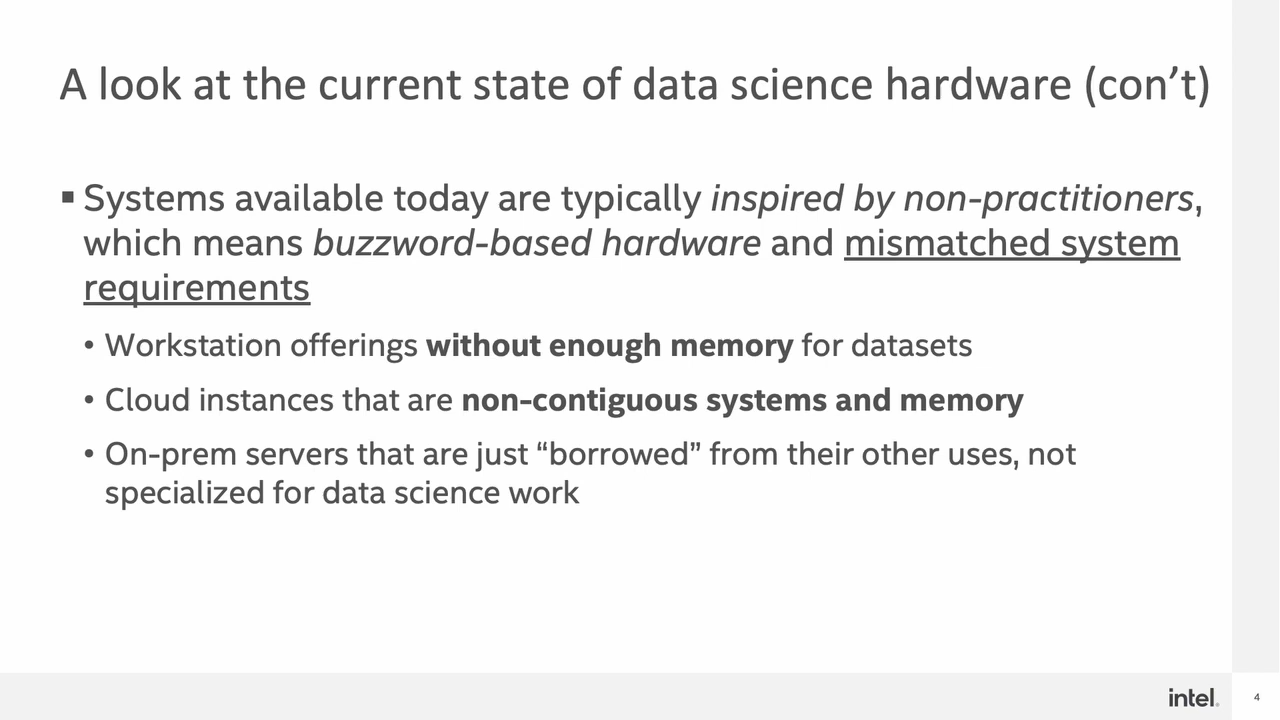 A look at the current state of data science hardware (con’t)
▪ Systems available today are typically inspired by non-practitioners,
which means buzzword-based hardware and mismatched system
requirements
• Workstation offerings without enough memory for datasets
• Cloud instances that are non-contiguous systems and memory
• On-prem servers that are just “borrowed” from their other uses, not
specialized for data science work
intel.
4